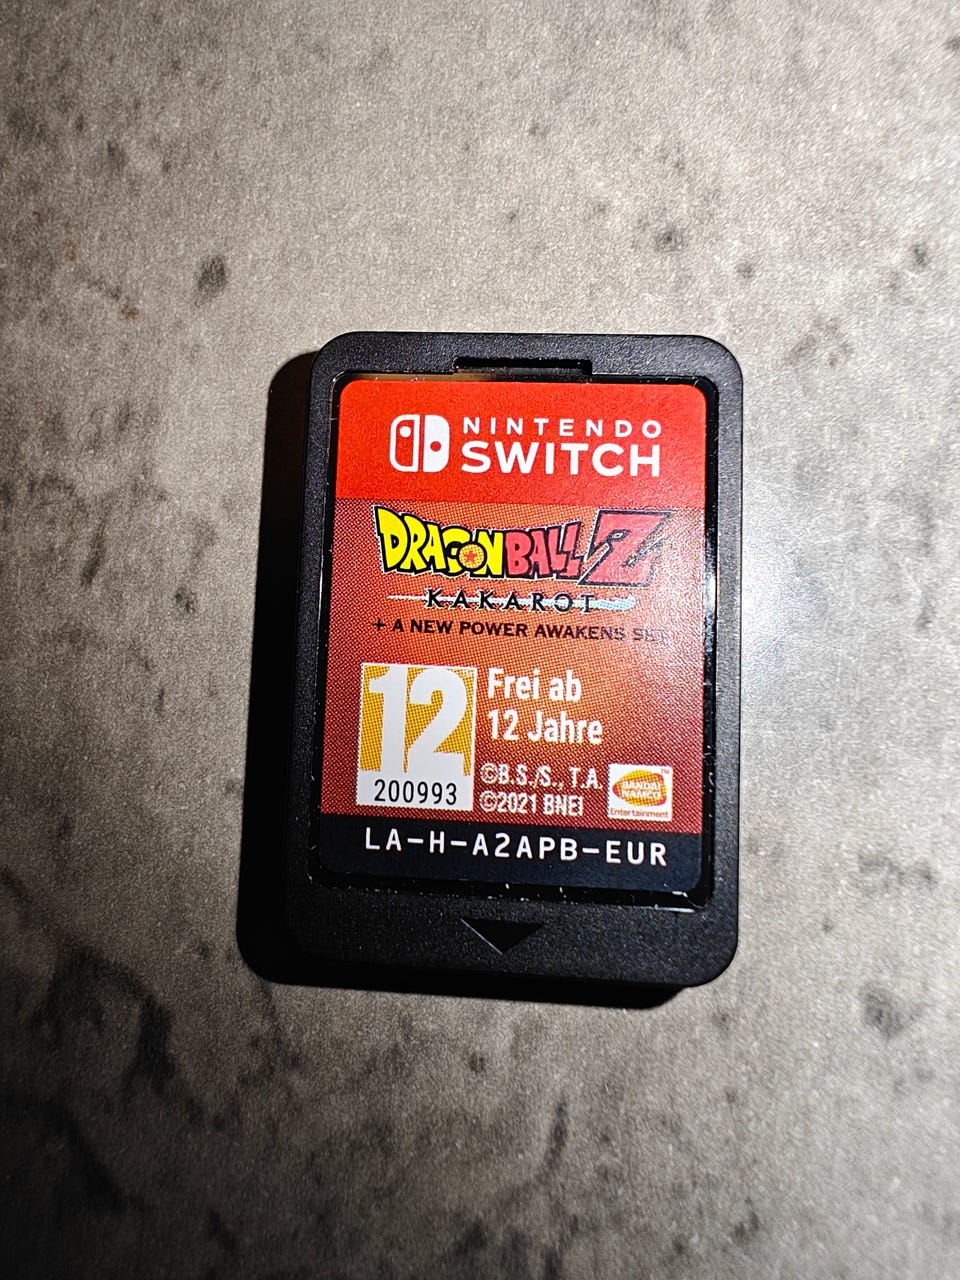 NINTENDO
SWITCH
DRAGONBALL Z
KAKAROT
+ A NEW POWER AWAKENS SET
12
Frei ab
12 Jahre
200993
©B.S./S., T.A.
©2021 BNEI
BANDAI
NAMCO
Entertainment
LA-H-A2APB-EUR